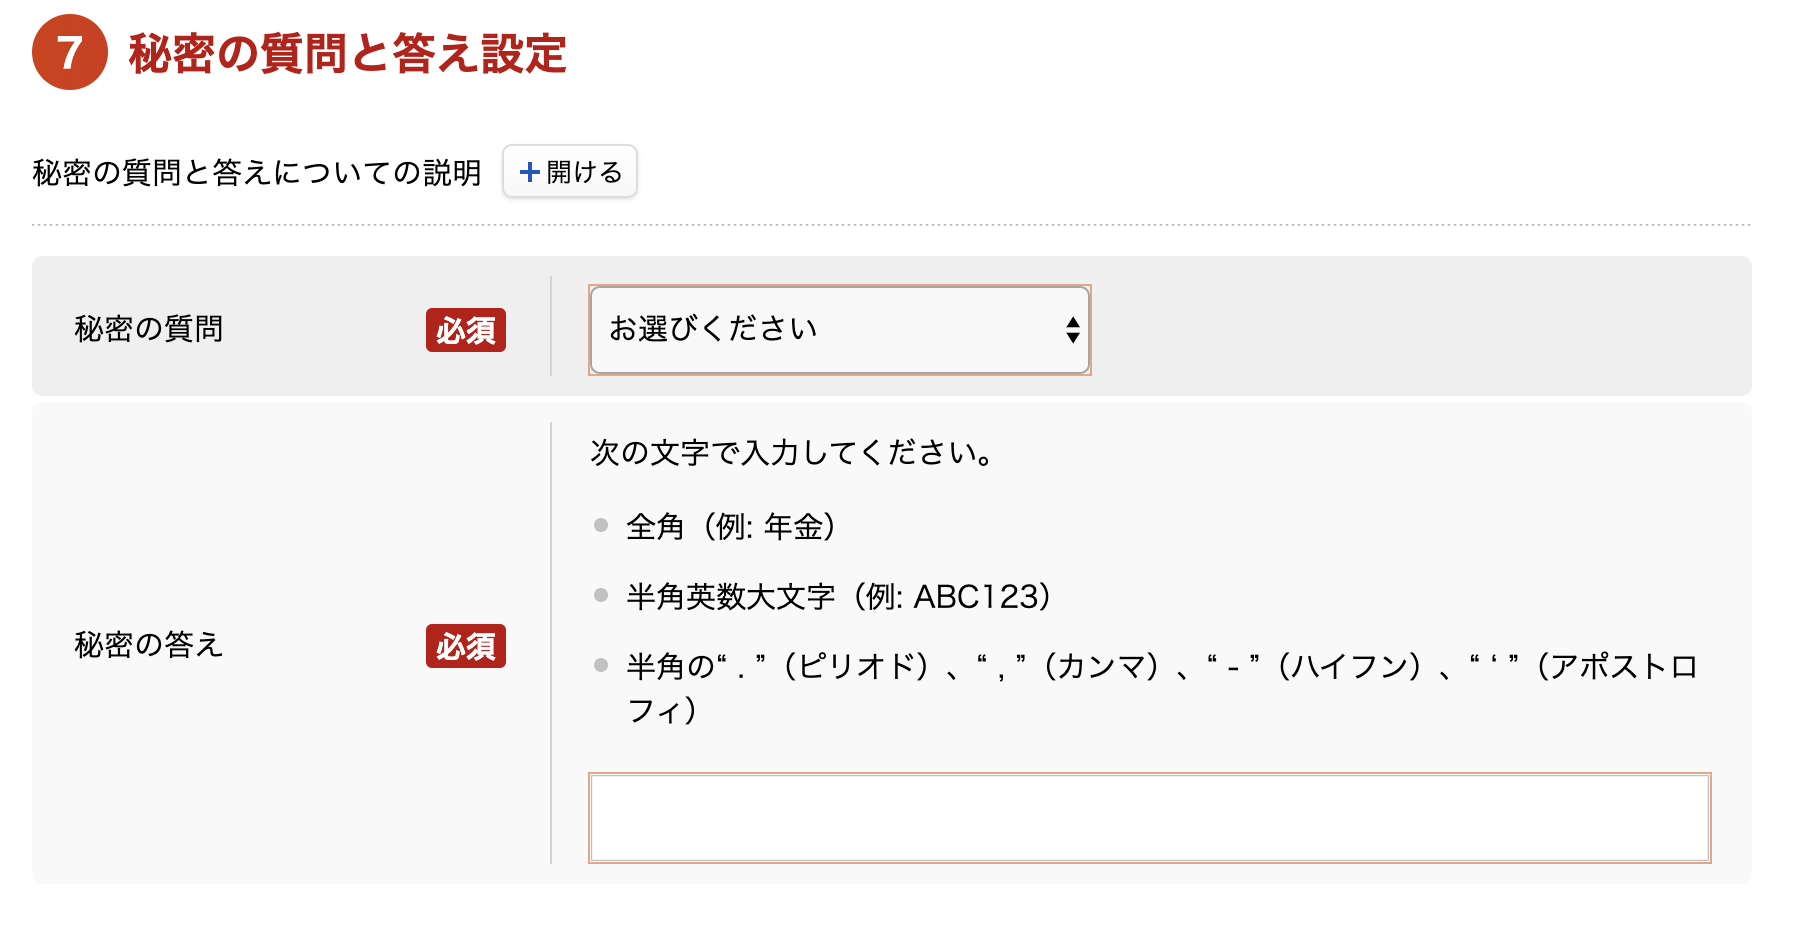 7 秘密の質問と答え設定
秘密の質問と答えについての説明 +開ける
秘密の質問 必須 お選びください
次の文字で入力してください。
全角（例: 年金）
半角英数大文字（例: ABC123）
秘密の答え 必須
半角の“ . ”（ピリオド）、“ , ”（カンマ）、“ - ”（ハイフン）、“ ‘ ”（アポストロ
フィ）